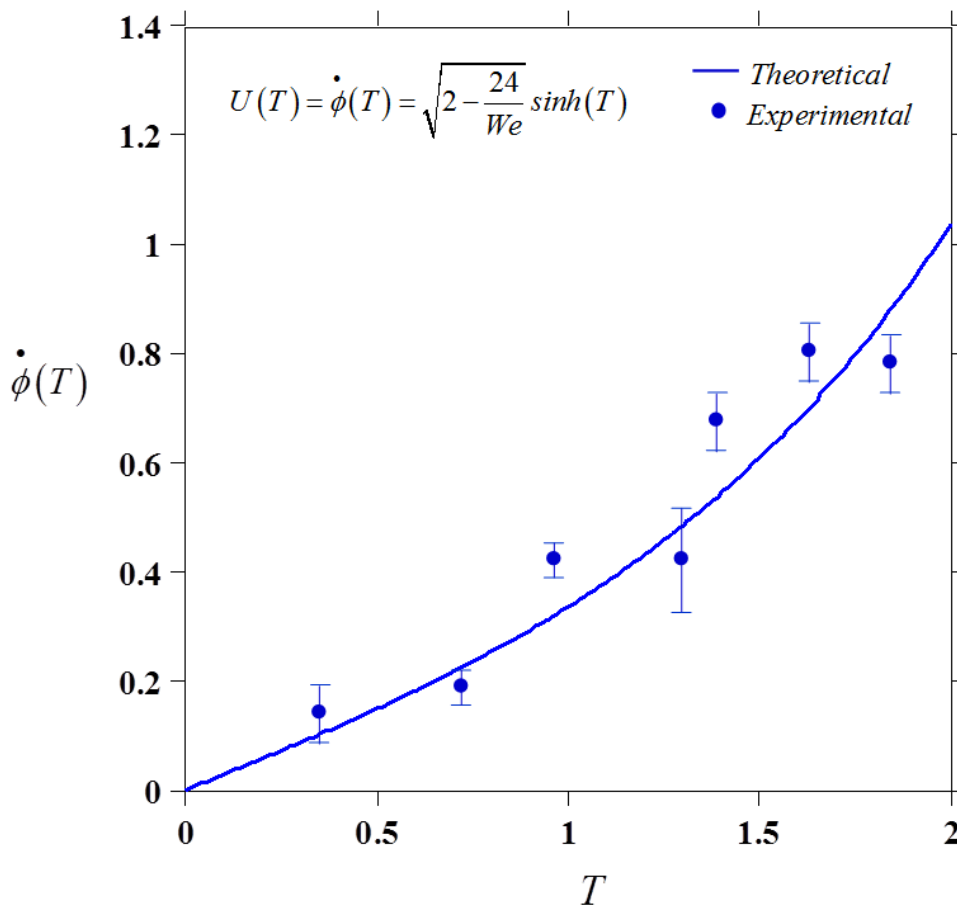 1.4
U(T) = ϕ̇(T) = √(2 − 24/We) sinh(T)
Theoretical
Experimental
1.2
1
0.8
ϕ̇(T)
0.6
0.4
0.2
0
0 0.5 1 1.5 2
T